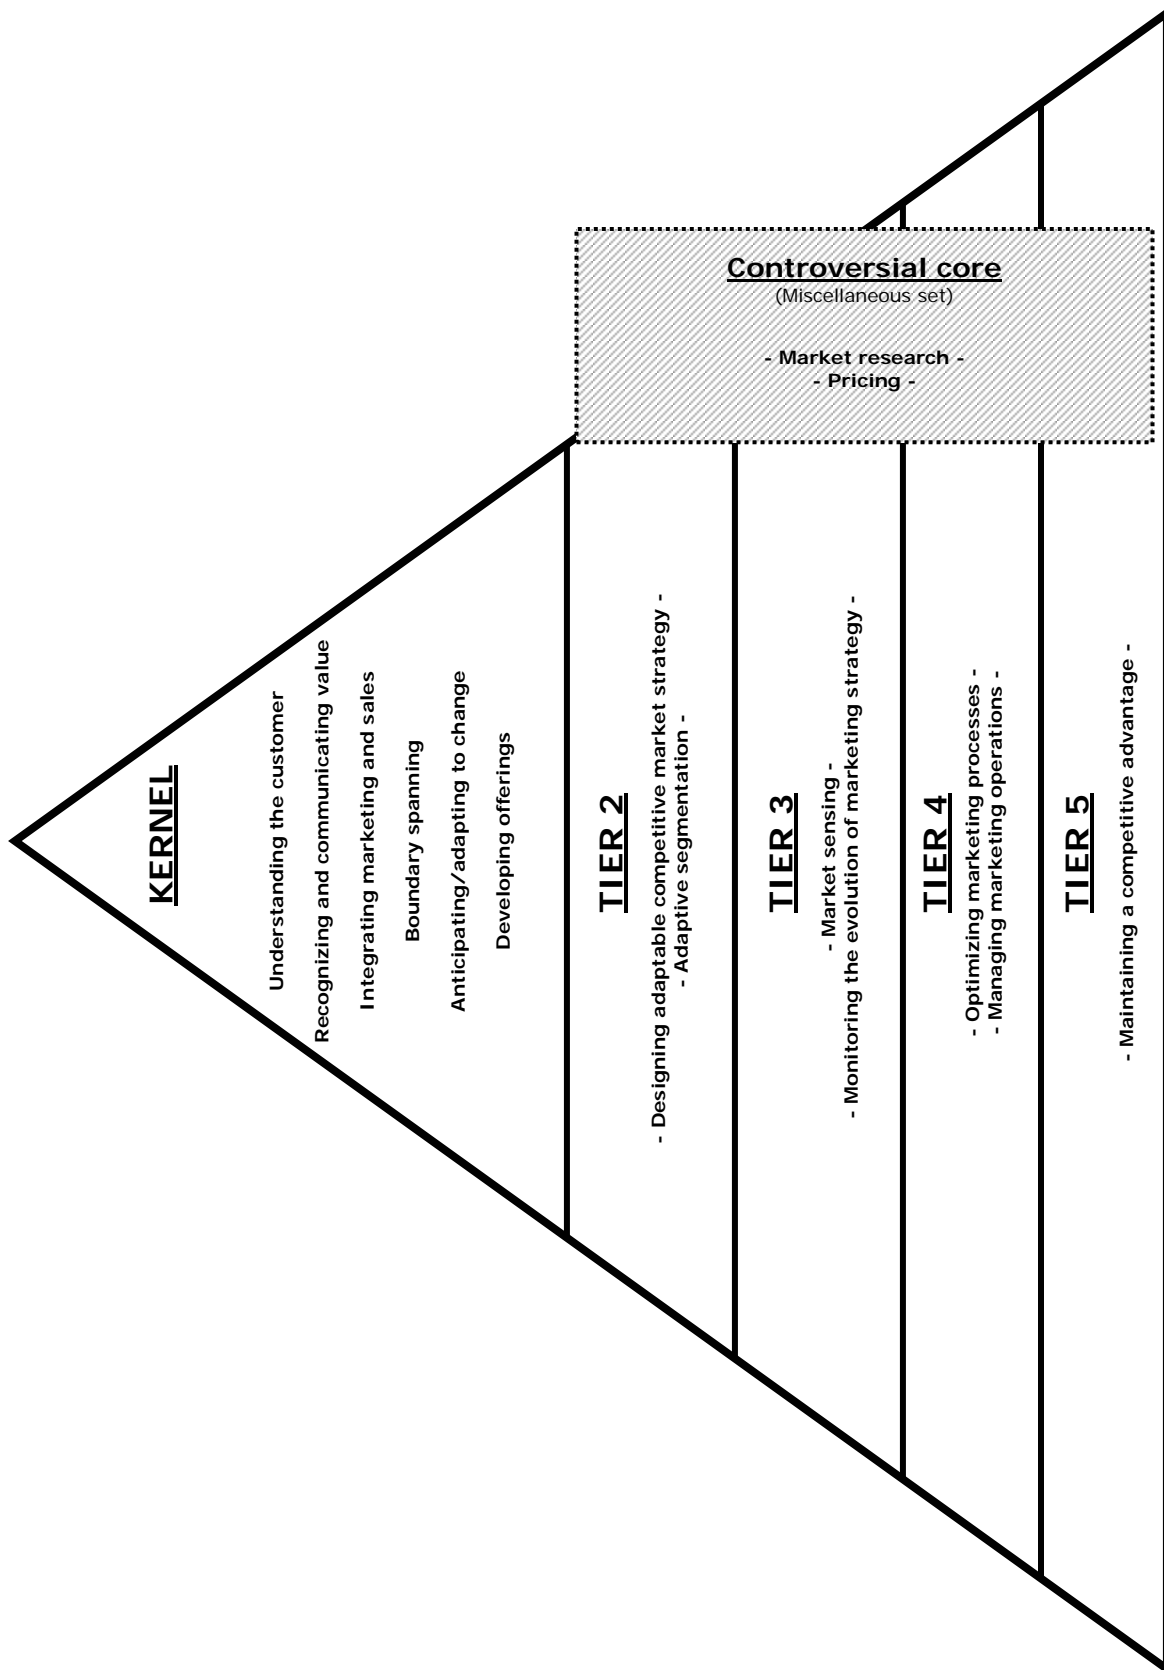 KERNEL
Understanding the customer
Recognizing and communicating value
Integrating marketing and sales
Boundary spanning
Anticipating/adapting to change
Developing offerings
TIER 2
- Designing adaptable competitive market strategy -
- Adaptive segmentation -
TIER 3
- Market sensing -
- Monitoring the evolution of marketing strategy -
TIER 4
- Optimizing marketing processes -
- Managing marketing operations -
TIER 5
- Maintaining a competitive advantage -
Controversial core
(Miscellaneous set)
- Market research -
- Pricing -